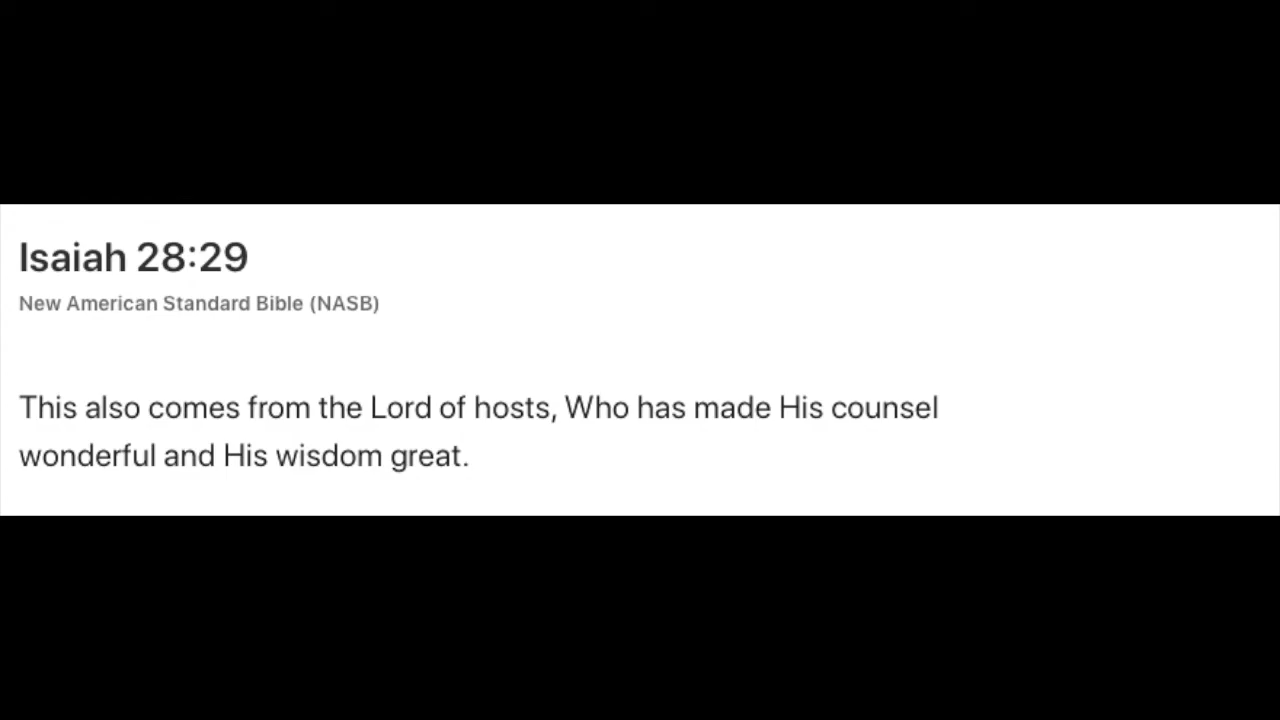 Isaiah 28:29
New American Standard Bible (NASB)
This also comes from the Lord of hosts, Who has made His counsel
wonderful and His wisdom great.